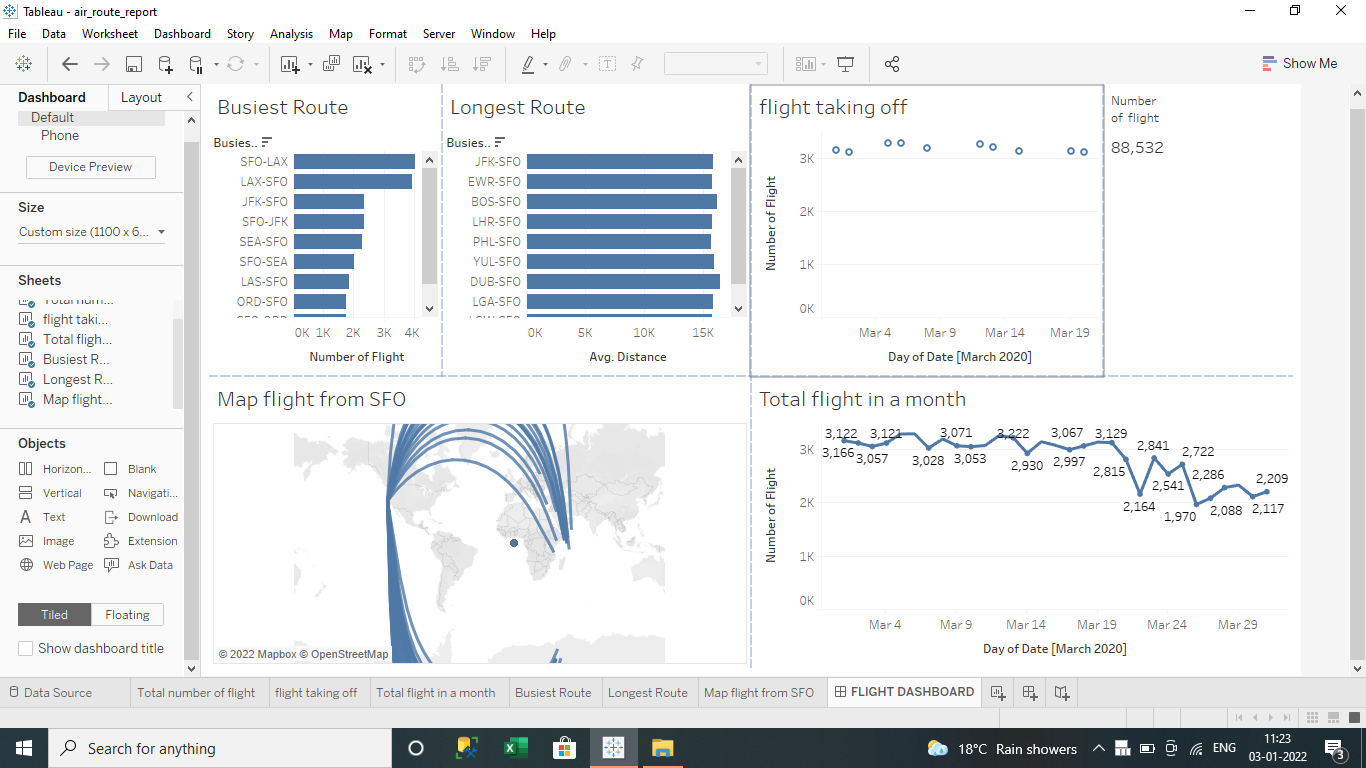 Tableau - air_route_report
File Data Worksheet Dashboard Story Analysis Map Format Server Window Help
Show Me
Dashboard Layout
Default
Phone
Device Preview
Size
Custom size (1100 x 6...
Sheets
Total num...
flight taki...
Total fligh...
Busiest R...
Longest R...
Map flight...
Objects
Horizon... Blank
Vertical Navigati...
Text Download
Image Extension
Web Page Ask Data
Tiled Floating
Show dashboard title
Busiest Route
Busies..
SFO-LAX
LAX-SFO
JFK-SFO
SFO-JFK
SEA-SFO
SFO-SEA
LAS-SFO
ORD-SFO
SFO-ORD
0K 1K 2K 3K 4K
Number of Flight
Longest Route
Busies..
JFK-SFO
EWR-SFO
BOS-SFO
LHR-SFO
PHL-SFO
YUL-SFO
DUB-SFO
LGA-SFO
0K 5K 10K 15K
Avg. Distance
flight taking off
Number of Flight
3K
2K
1K
0K
Mar 4 Mar 9 Mar 14 Mar 19
Day of Date [March 2020]
Number
of flight
88,532
Map flight from SFO
© 2022 Mapbox © OpenStreetMap
Total flight in a month
Number of Flight
3K
2K
1K
0K
3,122 3,121 3,071 3,222 3,067 3,129
3,166 3,057 3,028 3,053 2,930 2,997
2,841 2,722
2,815 2,541 2,286 2,209
2,164 1,970 2,088 2,117
Mar 4 Mar 9 Mar 14 Mar 19 Mar 24 Mar 29
Day of Date [March 2020]
Data Source Total number of flight flight taking off Total flight in a month Busiest Route Longest Route Map flight from SFO FLIGHT DASHBOARD
Search for anything
18°C Rain showers
ENG
11:23
03-01-2022
3